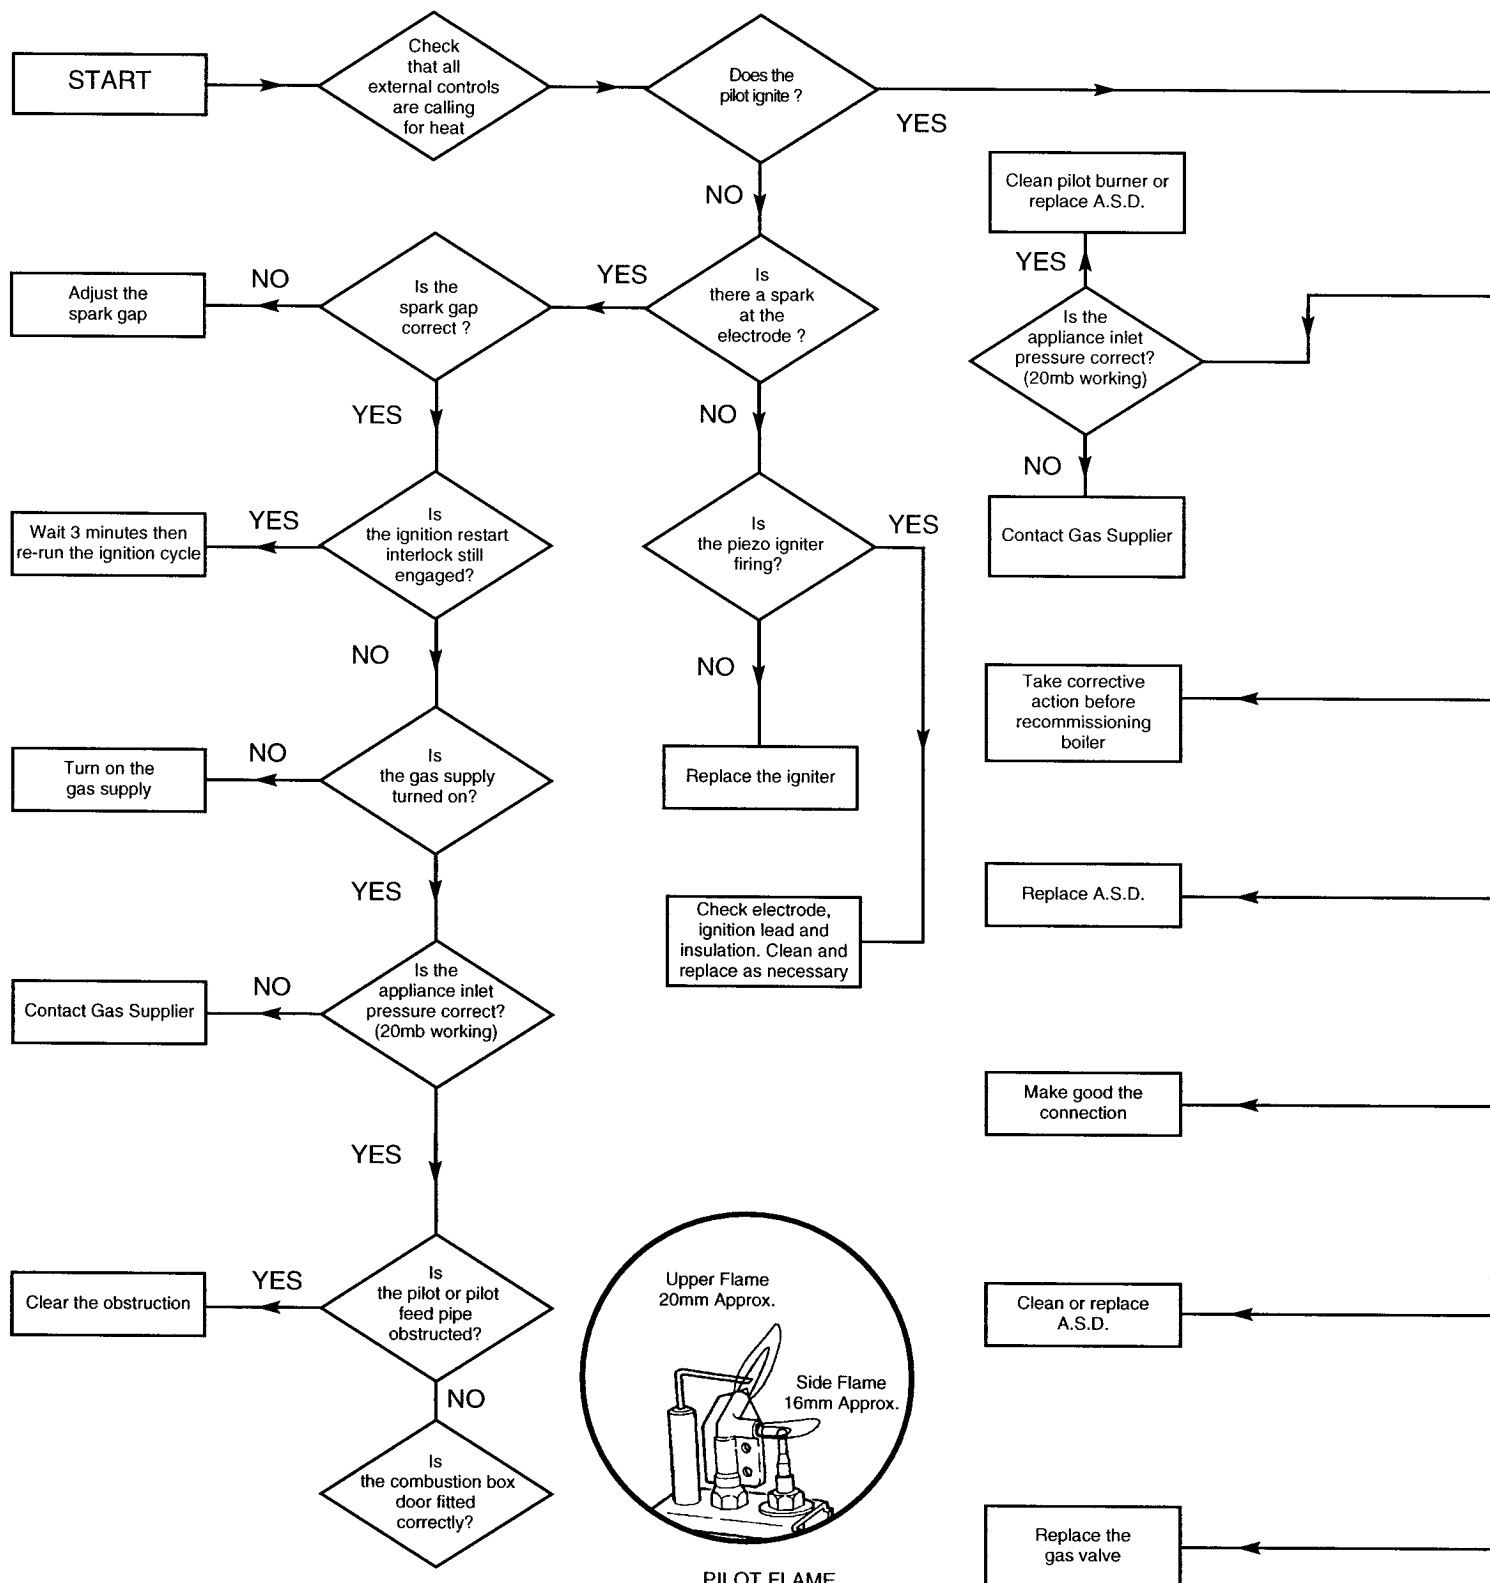 START
Check
that all
external controls
are calling
for heat
Does the
pilot ignite ?
YES
NO
Clean pilot burner or
replace A.S.D.
YES
Is the
appliance inlet
pressure correct?
(20mb working)
NO
Contact Gas Supplier
Is
there a spark
at the
electrode ?
YES
Is the
spark gap
correct ?
NO
Adjust the
spark gap
YES
NO
Is
the piezo igniter
firing?
YES
NO
Replace the igniter
Check electrode,
ignition lead and
insulation. Clean and
replace as necessary
Is
the ignition restart
interlock still
engaged?
YES
Wait 3 minutes then
re-run the ignition cycle
NO
Is
the gas supply
turned on?
NO
Turn on the
gas supply
YES
Is the
appliance inlet
pressure correct?
(20mb working)
NO
Contact Gas Supplier
YES
Is
the pilot or pilot
feed pipe
obstructed?
YES
Clear the obstruction
NO
Is
the combustion box
door fitted
correctly?
Take corrective
action before
recommissioning
boiler
Replace A.S.D.
Make good the
connection
Clean or replace
A.S.D.
Replace the
gas valve
Upper Flame
20mm Approx.
Side Flame
16mm Approx.
PILOT FLAME